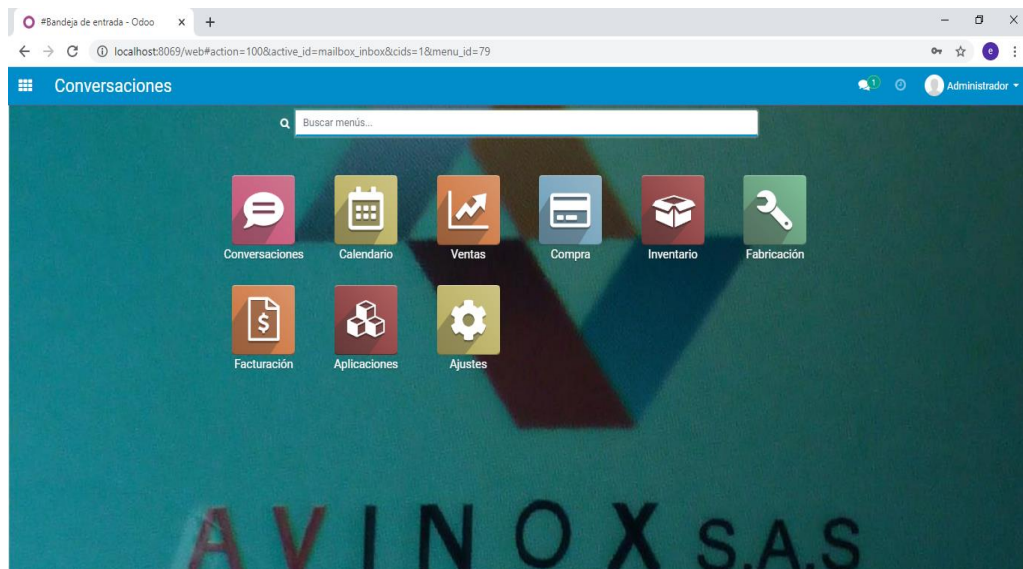 #Bandeja de entrada - Odoo
localhost:8069/web#action=100&active_id=mailbox_inbox&cids=1&menu_id=79
e
Conversaciones
1
Administrador
Buscar menús...
Conversaciones Calendario Ventas Compra Inventario Fabricación
Facturación Aplicaciones Ajustes
AVINOX S.A.S